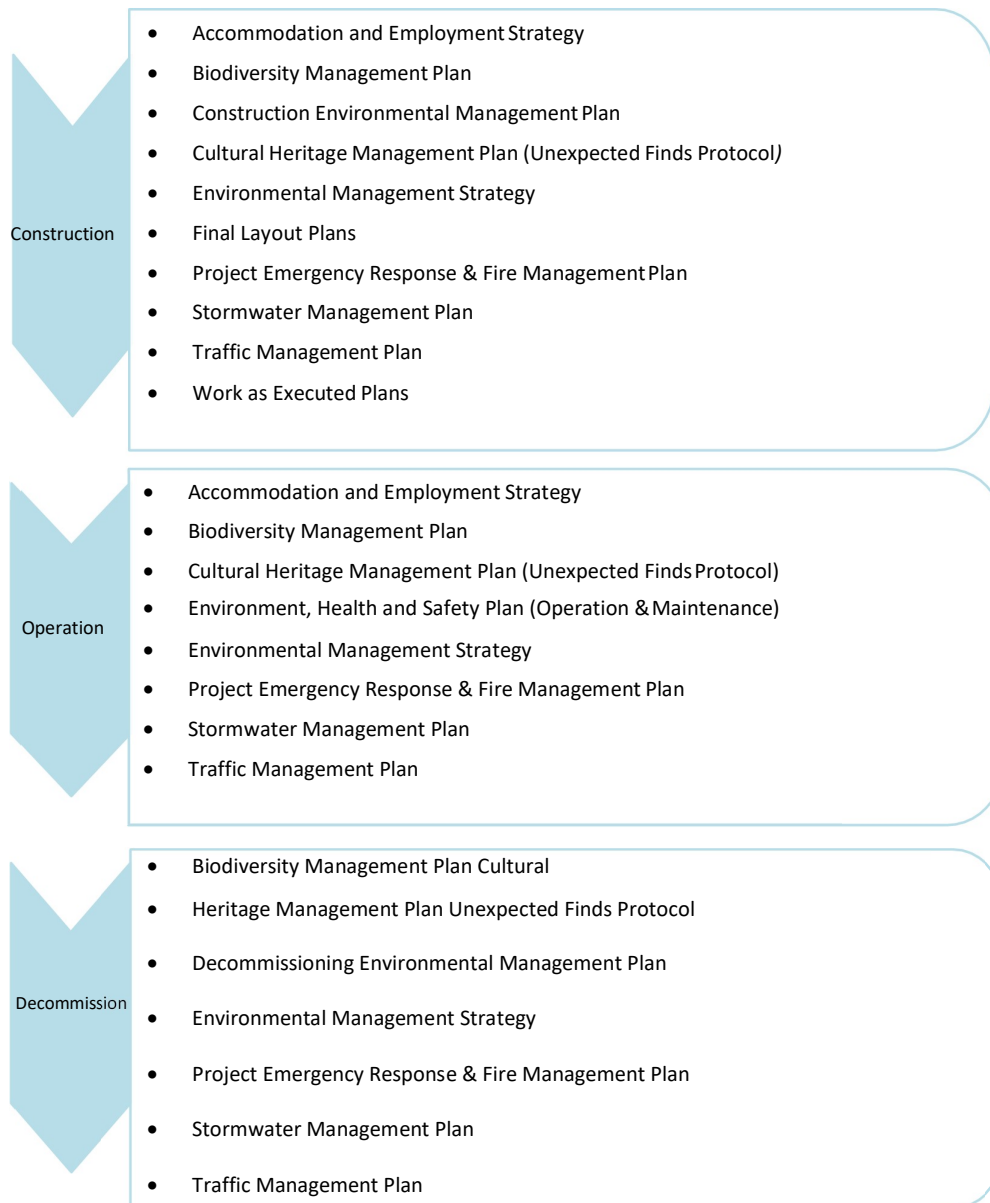 Construction
• Accommodation and Employment Strategy
• Biodiversity Management Plan
• Construction Environmental Management Plan
• Cultural Heritage Management Plan (Unexpected Finds Protocol)
• Environmental Management Strategy
• Final Layout Plans
• Project Emergency Response & Fire Management Plan
• Stormwater Management Plan
• Traffic Management Plan
• Work as Executed Plans
Operation
• Accommodation and Employment Strategy
• Biodiversity Management Plan
• Cultural Heritage Management Plan (Unexpected Finds Protocol)
• Environment, Health and Safety Plan (Operation & Maintenance)
• Environmental Management Strategy
• Project Emergency Response & Fire Management Plan
• Stormwater Management Plan
• Traffic Management Plan
Decommission
• Biodiversity Management Plan Cultural
• Heritage Management Plan Unexpected Finds Protocol
• Decommissioning Environmental Management Plan
• Environmental Management Strategy
• Project Emergency Response & Fire Management Plan
• Stormwater Management Plan
• Traffic Management Plan